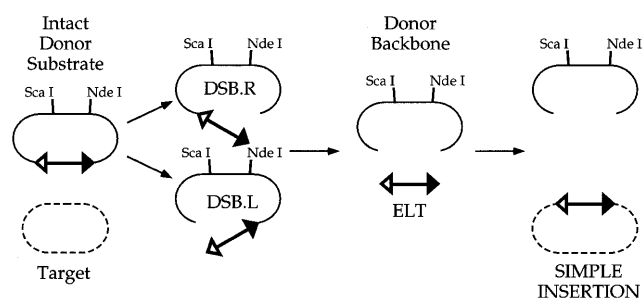 Intact
Donor
Substrate
Sca I
Nde I
Target
Sca I
Nde I
DSB.R
Sca I
Nde I
DSB.L
Donor
Backbone
Sca I
Nde I
ELT
Sca I
Nde I
SIMPLE
INSERTION